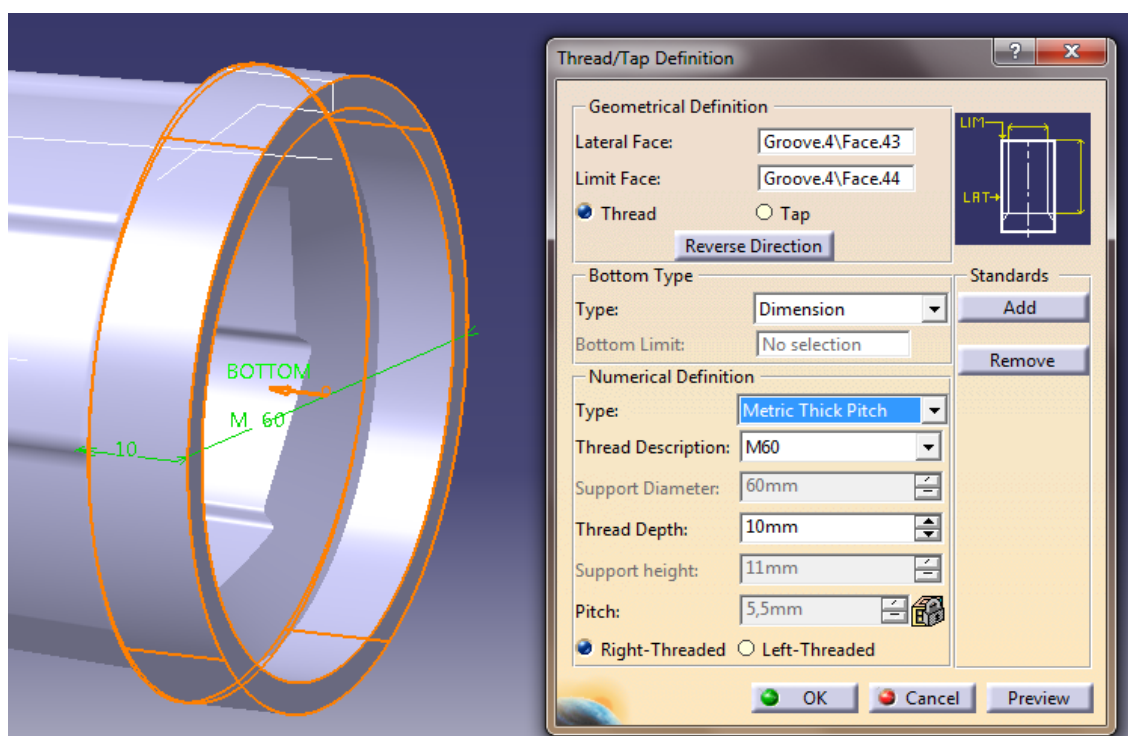 BOTTOM
M 60
10
Thread/Tap Definition
?
X
Geometrical Definition
Lateral Face: Groove.4\Face.43
Limit Face: Groove.4\Face.44
Thread Tap
Reverse Direction
LIM
LAT
Bottom Type
Type: Dimension
Bottom Limit: No selection
Standards
Add
Remove
Numerical Definition
Type: Metric Thick Pitch
Thread Description: M60
Support Diameter: 60mm
Thread Depth: 10mm
Support height: 11mm
Pitch: 5,5mm
Right-Threaded Left-Threaded
OK Cancel Preview